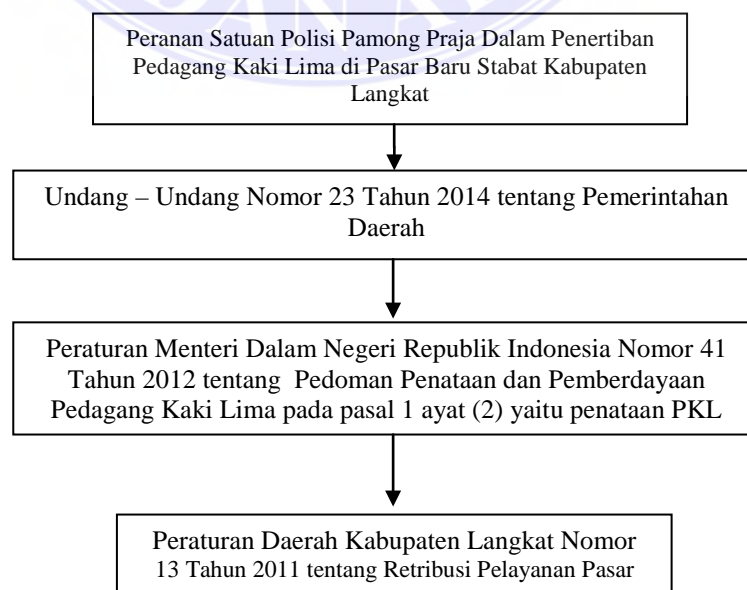 Peranan Satuan Polisi Pamong Praja Dalam Penertiban
Pedagang Kaki Lima di Pasar Baru Stabat Kabupaten
Langkat
Undang – Undang Nomor 23 Tahun 2014 tentang Pemerintahan
Daerah
Peraturan Menteri Dalam Negeri Republik Indonesia Nomor 41
Tahun 2012 tentang Pedoman Penataan dan Pemberdayaan
Pedagang Kaki Lima pada pasal 1 ayat (2) yaitu penataan PKL
Peraturan Daerah Kabupaten Langkat Nomor
13 Tahun 2011 tentang Retribusi Pelayanan Pasar